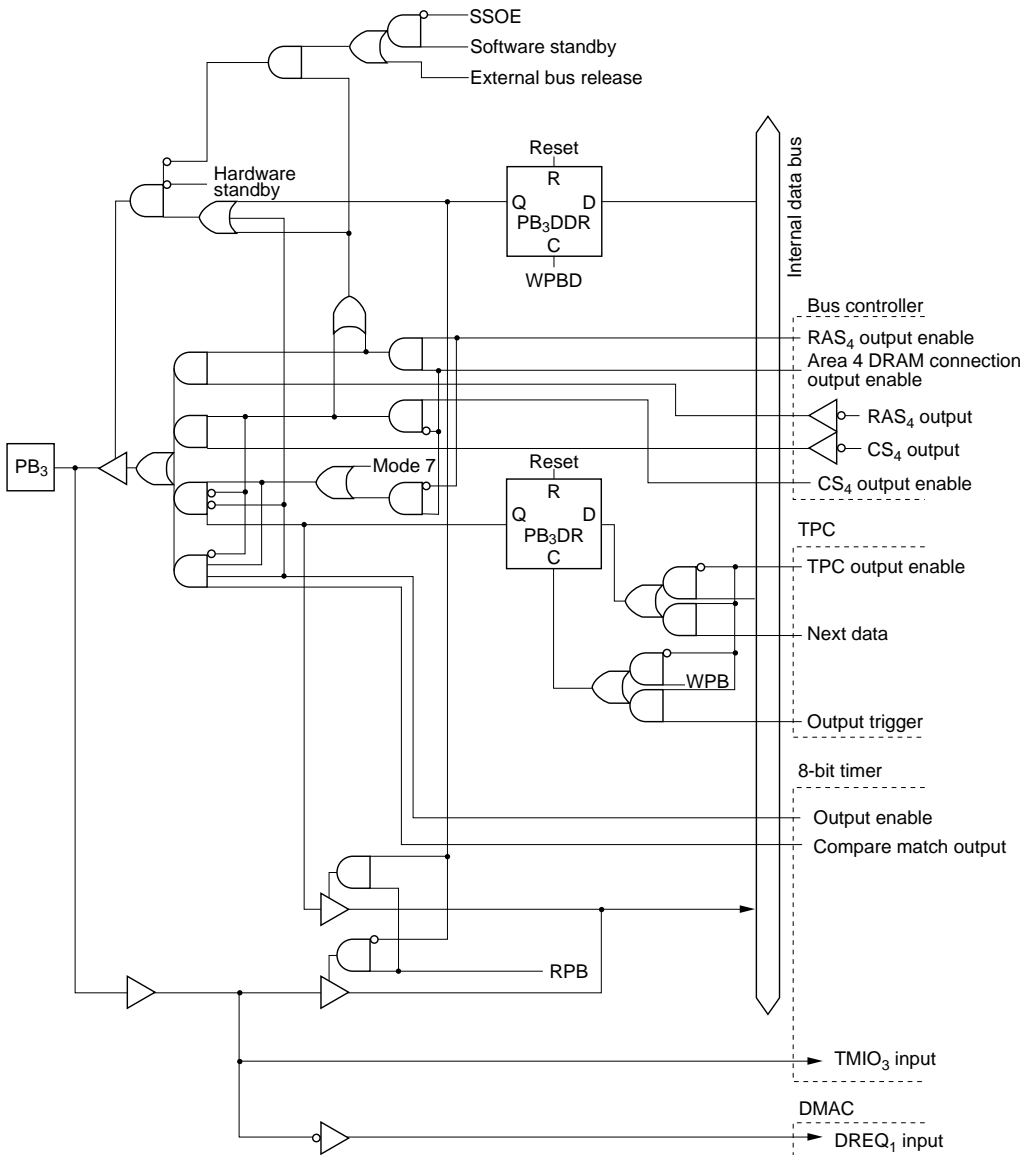 SSOE
Software standby
External bus release
Hardware
standby
Reset
R
Q D
PB₃DDR
C
WPBD
Internal data bus
Bus controller
RAS₄ output enable
Area 4 DRAM connection
output enable
RAS₄ output
CS₄ output
CS₄ output enable
PB₃
Mode 7
Reset
R
Q D
PB₃DR
C
TPC
TPC output enable
Next data
WPB
Output trigger
8-bit timer
Output enable
Compare match output
RPB
TMIO₃ input
DMAC
DREQ₁ input